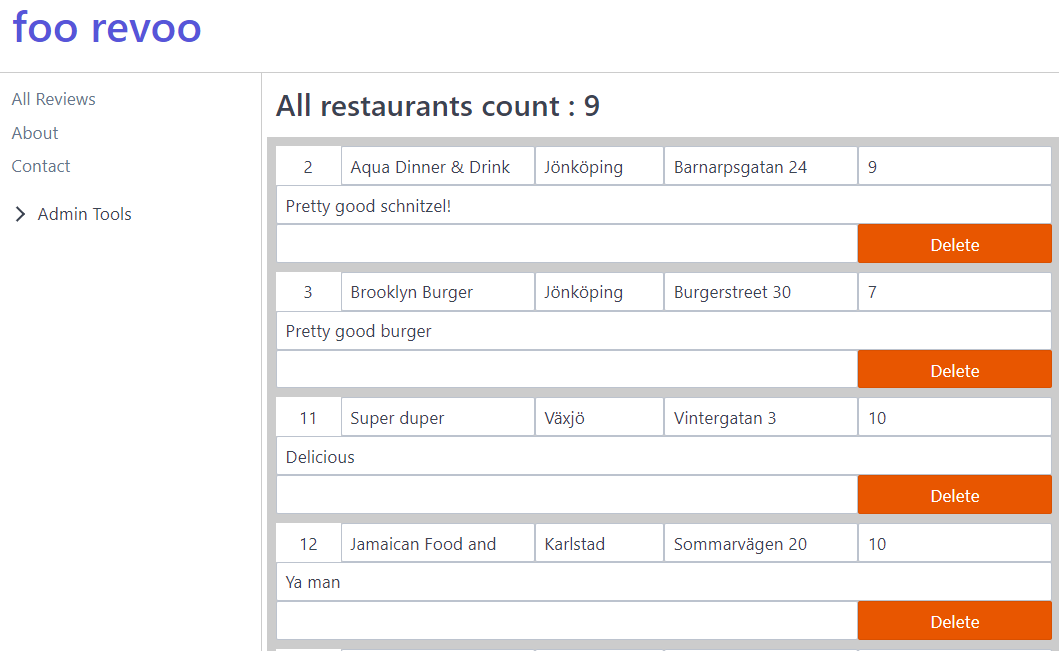 foo revoo
All Reviews
About
Contact
Admin Tools
All restaurants count : 9
2 Aqua Dinner & Drink Jönköping Barnarpsgatan 24 9
Pretty good schnitzel!
Delete
3 Brooklyn Burger Jönköping Burgerstreet 30 7
Pretty good burger
Delete
11 Super duper Växjö Vintergatan 3 10
Delicious
Delete
12 Jamaican Food and Karlstad Sommarvägen 20 10
Ya man
Delete